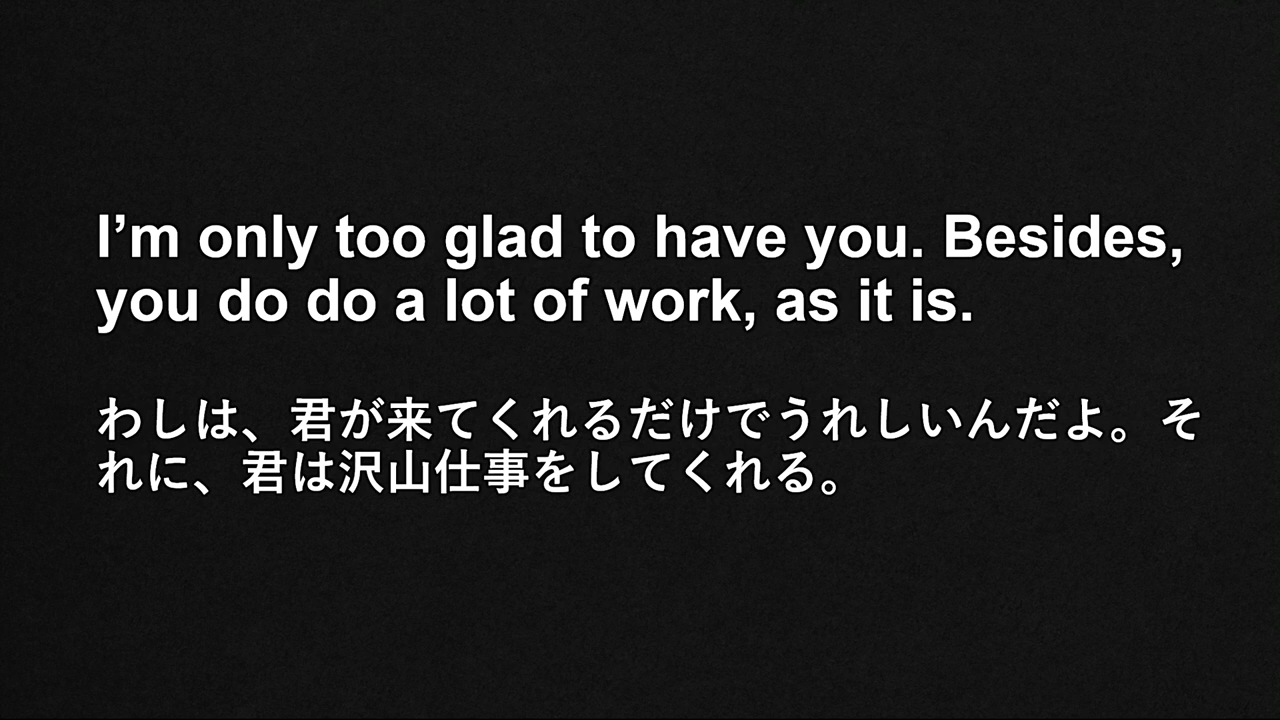 I’m only too glad to have you. Besides,
you do do a lot of work, as it is.
わしは、君が来てくれるだけでうれしいんだよ。そ
れに、君は沢山仕事をしてくれる。